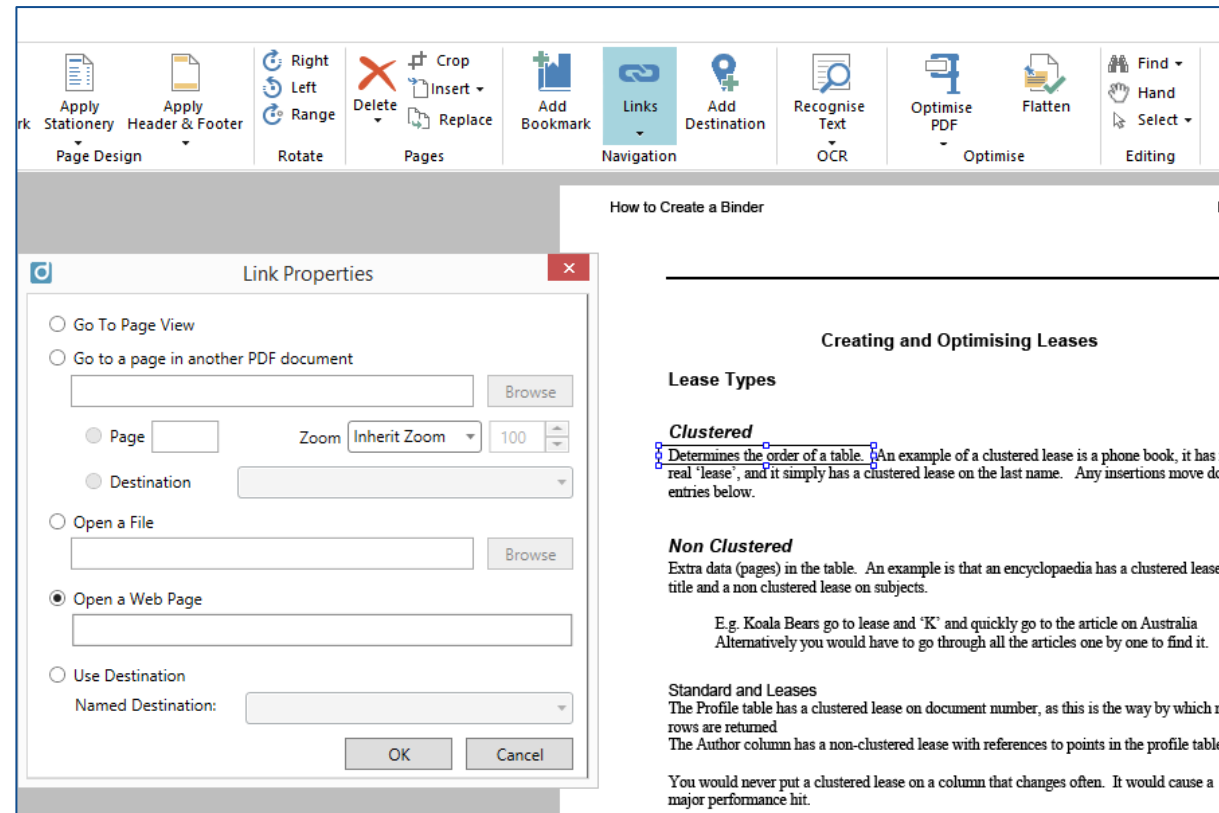 Right
Left
Range
Crop
Insert
Replace
Find
Hand
Select
rk
Apply
Stationery
Apply
Header & Footer
Delete
Add
Bookmark
Links
Add
Destination
Recognise
Text
Optimise
PDF
Flatten
Page Design
Rotate
Pages
Navigation
OCR
Optimise
Editing
How to Create a Binder
Link Properties
Go To Page View
Go to a page in another PDF document
Browse
Page
Zoom
Inherit Zoom
100
Destination
Open a File
Browse
Open a Web Page
Use Destination
Named Destination:
OK
Cancel
Creating and Optimising Leases
Lease Types
Clustered
Determines the order of a table. An example of a clustered lease is a phone book, it has
real 'lease', and it simply has a clustered lease on the last name. Any insertions move do
entries below.
Non Clustered
Extra data (pages) in the table. An example is that an encyclopaedia has a clustered lease
title and a non clustered lease on subjects.
E.g. Koala Bears go to lease and ‘K’ and quickly go to the article on Australia
Alternatively you would have to go through all the articles one by one to find it.
Standard and Leases
The Profile table has a clustered lease on document number, as this is the way by which
rows are returned
The Author column has a non-clustered lease with references to points in the profile table
You would never put a clustered lease on a column that changes often. It would cause a
major performance hit.